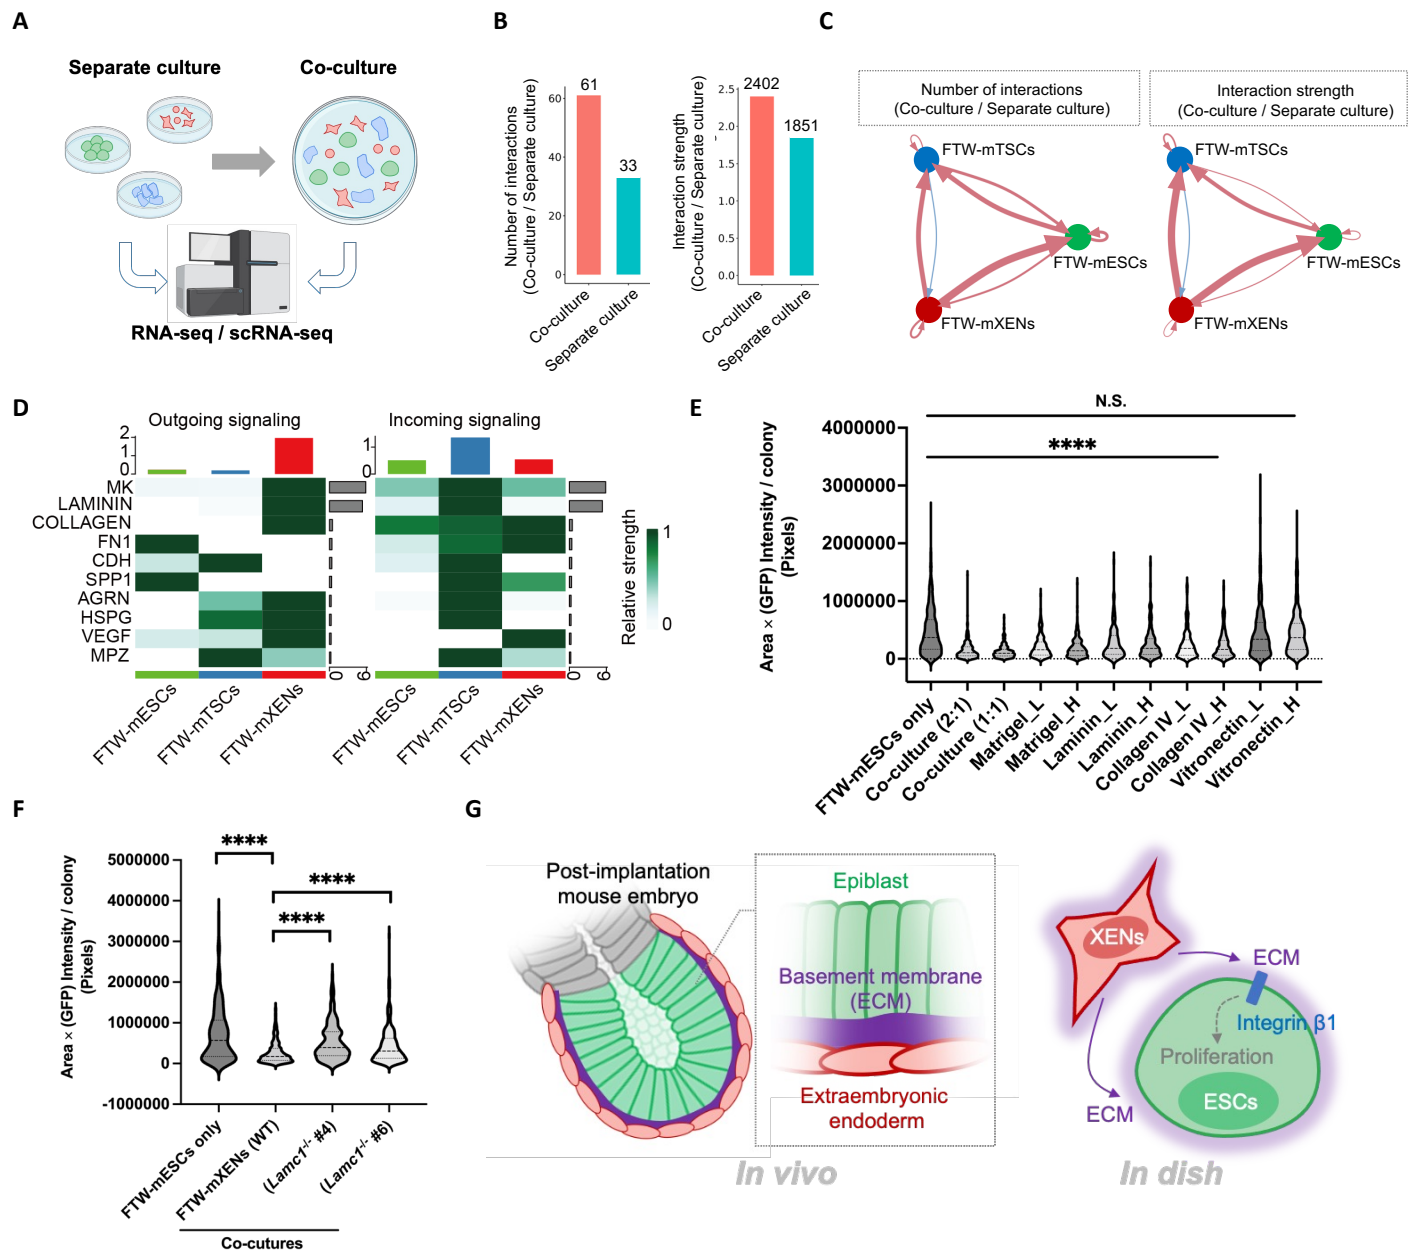 A
Separate culture
Co-culture
RNA-seq / scRNA-seq
B
Number of interactions
(Co-culture / Separate culture)
60
40
20
0
61
33
Co-culture
Separate culture
Interaction strength
(Co-culture / Separate culture)
2.5
2.0
1.5
1.0
0.5
0.0
2402
1851
Co-culture
Separate culture
C
Number of interactions
(Co-culture / Separate culture)
FTW-mTSCs
FTW-mESCs
FTW-mXENs
Interaction strength
(Co-culture / Separate culture)
FTW-mTSCs
FTW-mESCs
FTW-mXENs
D
Outgoing signaling
Incoming signaling
2
1
0
1
0
MK
LAMININ
COLLAGEN
FN1
CDH
SPP1
AGRN
HSPG
VEGF
MPZ
0
6
0
6
FTW-mESCs
FTW-mTSCs
FTW-mXENs
FTW-mESCs
FTW-mTSCs
FTW-mXENs
Relative strength
1
0
E
N.S.
****
Area × (GFP) Intensity / colony
(Pixels)
4000000
3000000
2000000
1000000
0
FTW-mESCs only
Co-culture (2:1)
Co-culture (1:1)
Matrigel_L
Matrigel_H
Laminin_L
Laminin_H
Collagen IV_L
Collagen IV_H
Vitronectin_L
Vitronectin_H
F
Area × (GFP) Intensity / colony
(Pixels)
5000000
4000000
3000000
2000000
1000000
0
-1000000
****
****
****
FTW-mESCs only
FTW-mXENs (WT)
(Lamc1-/- #4)
(Lamc1-/- #6)
Co-cutures
G
Post-implantation
mouse embryo
Epiblast
Basement membrane
(ECM)
Extraembryonic
endoderm
In vivo
XENs
ECM
Integrin β1
Proliferation
ECM
ESCs
In dish